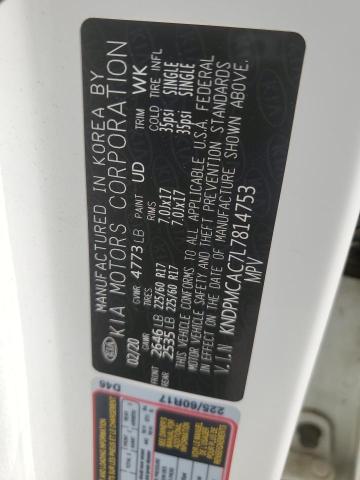 MANUFACTURED IN KOREA BY
KIA MOTORS CORPORATION
02/20 GVWR 4773 LB PAINT UD TRIM WK
GAWR TIRES RIMS COLD TIRE INFL
FRONT 2646 LB 225/60 R17 7.0Jx17 35psi SINGLE
REAR 2535 LB 225/60 R17 7.0Jx17 35psi SINGLE
THIS VEHICLE CONFORMS TO ALL APPLICABLE U.S.A. FEDERAL
MOTOR VEHICLE SAFETY AND THEFT PREVENTION STANDARDS
IN EFFECT ON THE DATE OF MANUFACTURE SHOWN ABOVE.
V.I.N KNDPMCAC7L7814753
MPV
KIA
D46
225/60R17